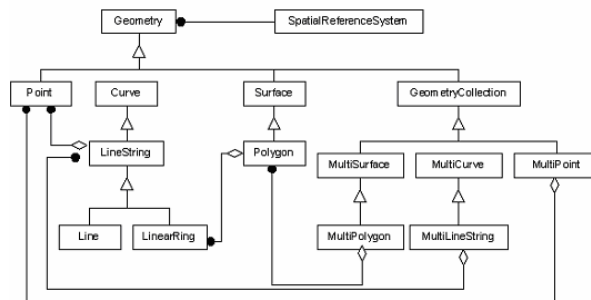 Geometry
SpatialReferenceSystem
Point
Curve
Surface
GeometryCollection
LineString
Polygon
MultiSurface
MultiCurve
MultiPoint
Line
LinearRing
MultiPolygon
MultiLineString